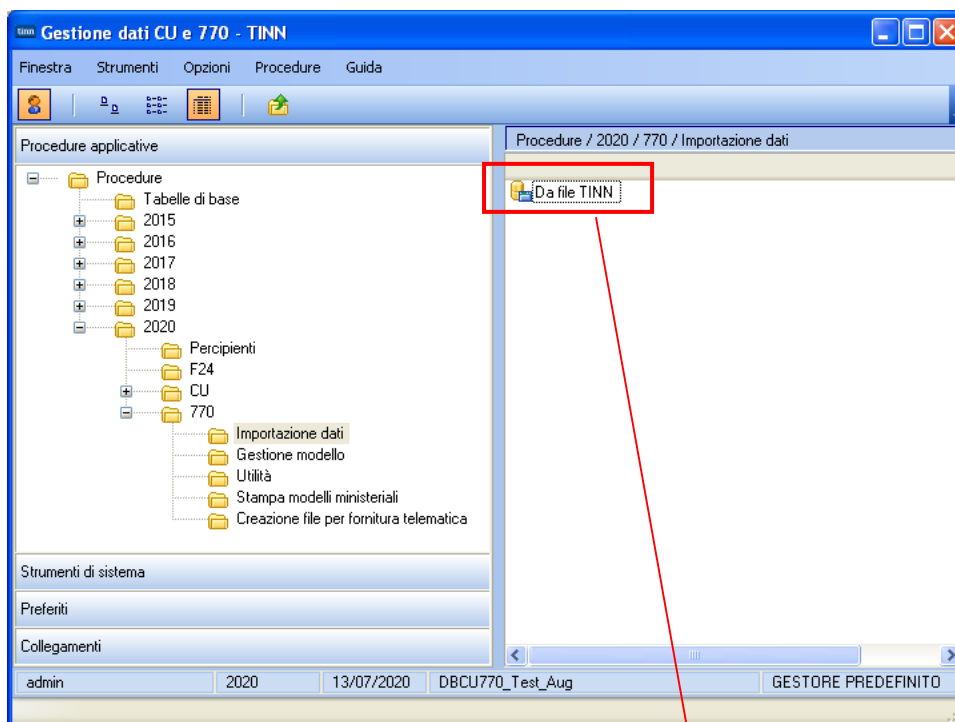 tinn Gestione dati CU e 770 - TINN
Finestra Strumenti Opzioni Procedure Guida
Procedure applicative
Procedure / 2020 / 770 / Importazione dati
Procedure
Tabelle di base
2015
2016
2017
2018
2019
2020
Percipienti
F24
CU
770
Importazione dati
Gestione modello
Utilità
Stampa modelli ministeriali
Creazione file per fornitura telematica
Da file TINN
Strumenti di sistema
Preferiti
Collegamenti
admin 2020 13/07/2020 DBCU770_Test_Aug GESTORE PREDEFINITO